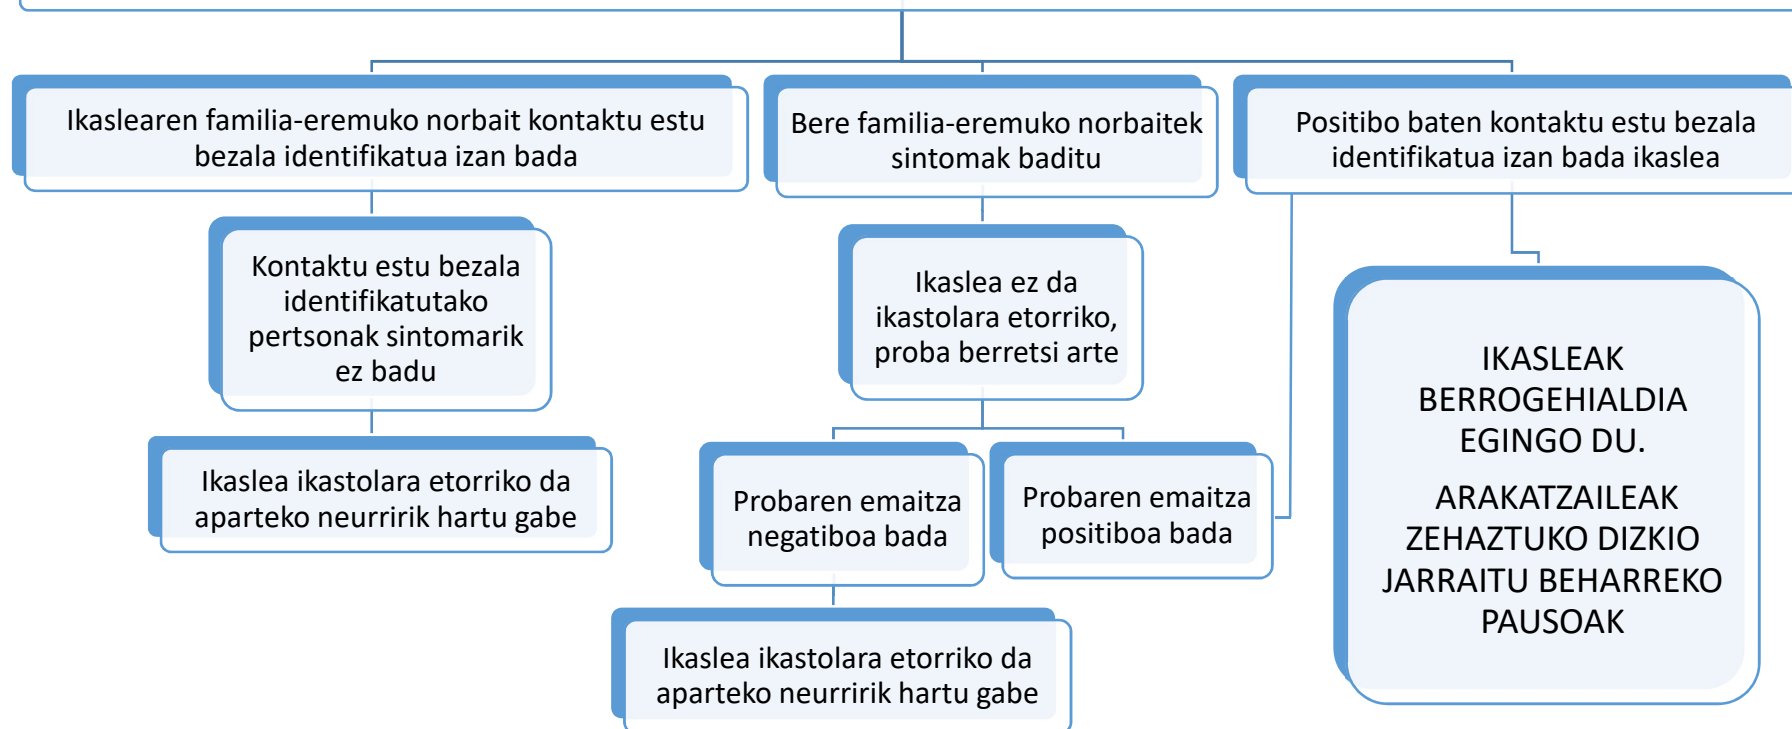 Ikaslearen familia-eremuko norbait kontaktu estu
bezala identifikatua izan bada
Bere familia-eremuko norbaitek
sintomak baditu
Positibo baten kontaktu estu bezala
identifikatua izan bada ikaslea
Kontaktu estu bezala
identifikatutako
pertsonak sintomarik
ez badu
Ikaslea ez da
ikastolara etorriko,
proba berretsi arte
IKASLEAK
BERROGEHIALDIA
EGINGO DU.
ARAKATZAILEAK
ZEHAZTUKO DIZKIO
JARRAITU BEHARREKO
PAUSOAK
Ikaslea ikastolara etorriko da
aparteko neurririk hartu gabe
Probaren emaitza
negatiboa bada
Probaren emaitza
positiboa bada
Ikaslea ikastolara etorriko da
aparteko neurririk hartu gabe